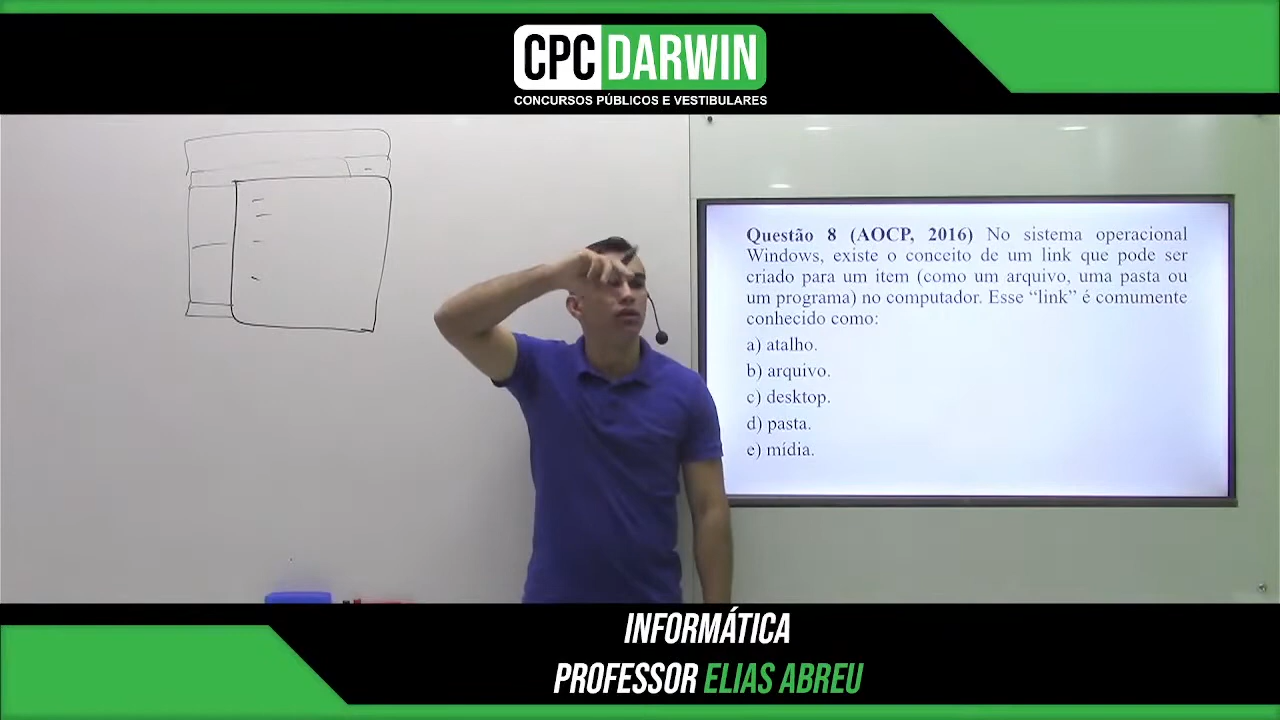 CPC DARWIN
CONCURSOS PÚBLICOS E VESTIBULARES
Questão 8 (AOCP, 2016) No sistema operacional
Windows, existe o conceito de um link que pode ser
criado para um item (como um arquivo, uma pasta ou
um programa) no computador. Esse “link” é comumente
conhecido como:
a) atalho.
b) arquivo.
c) desktop.
d) pasta.
e) mídia.
INFORMÁTICA
PROFESSOR ELIAS ABREU